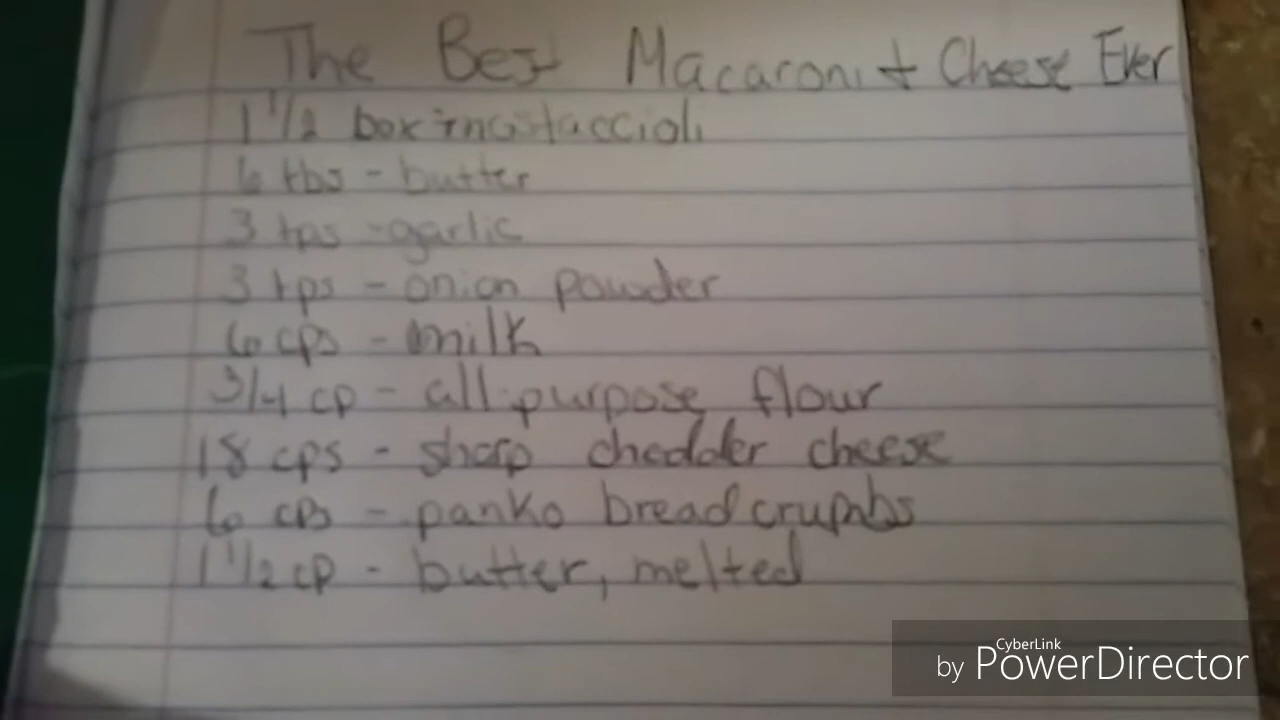 The Best Macaroni + Cheese Ever
1 1/2 box mostaccioli
6 tbs - butter
3 tps - garlic
3 tps - onion powder
6 cps - milk
3/4 cp - all-purpose flour
18 cps - sharp chedder cheese
6 cps - panko bread crumbs
1 1/2 cp - butter, melted
CyberLink
by PowerDirector